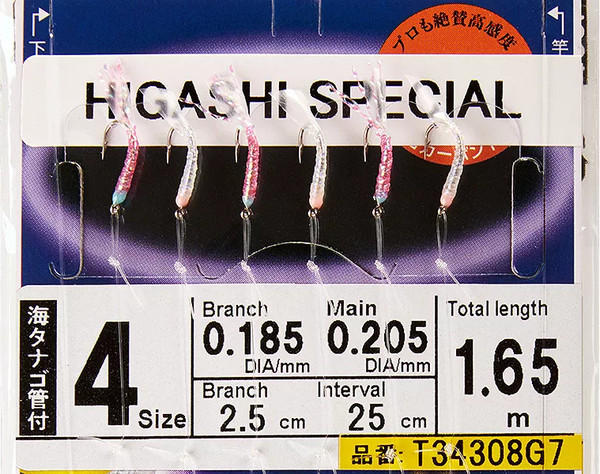 下
竿
プロも絶賛高感度
HIGASHI SPECIAL
海タナゴ管付
4 Size
Branch 0.185 DIA/mm
Main 0.205 DIA/mm
Branch 2.5 cm
Interval 25 cm
Total length 1.65 m
品番: T34308G7